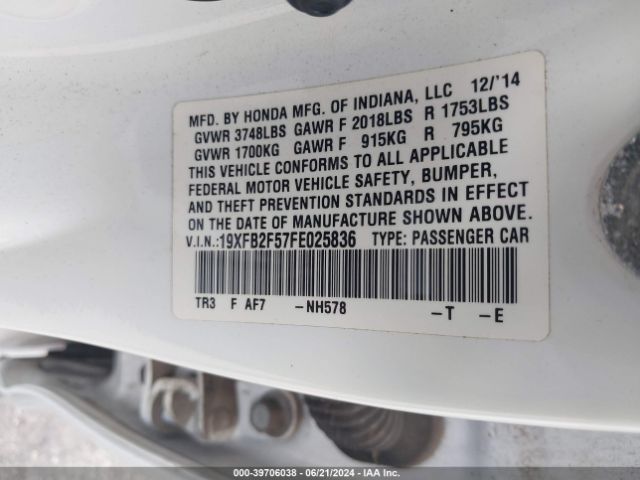 MFD. BY HONDA MFG. OF INDIANA, LLC 12/'14
GVWR 3748LBS GAWR F 2018LBS R 1753LBS
GVWR 1700KG GAWR F 915KG R 795KG
THIS VEHICLE CONFORMS TO ALL APPLICABLE
FEDERAL MOTOR VEHICLE SAFETY, BUMPER,
AND THEFT PREVENTION STANDARDS IN EFFECT
ON THE DATE OF MANUFACTURE SHOWN ABOVE.
V.I.N.:19XFB2F57FE025836 TYPE: PASSENGER CAR
TR3 F AF7 -NH578 -T -E
000-39706038 - 06/21/2024 - IAA Inc.